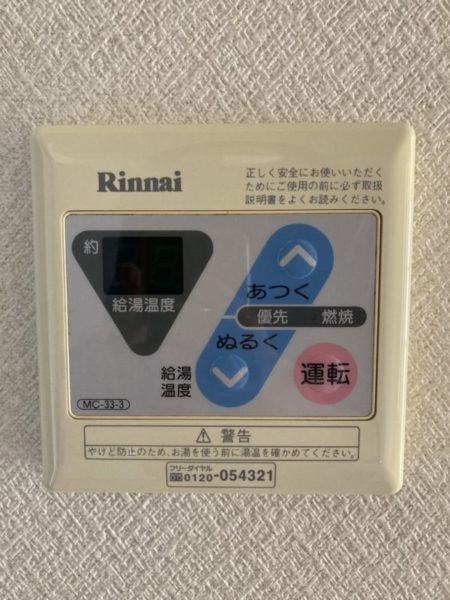 Rinnai
正しく安全にお使いいただく
ためにご使用の前に必ず取扱
説明書をよくお読みください。
約
給湯温度
あつく
優先 燃焼
ぬるく
給湯
温度
運転
MC-33-3
⚠ 警告
やけど防止のため、お湯を使う前に湯温を確かめてください。
フリーダイヤル
0120-054321